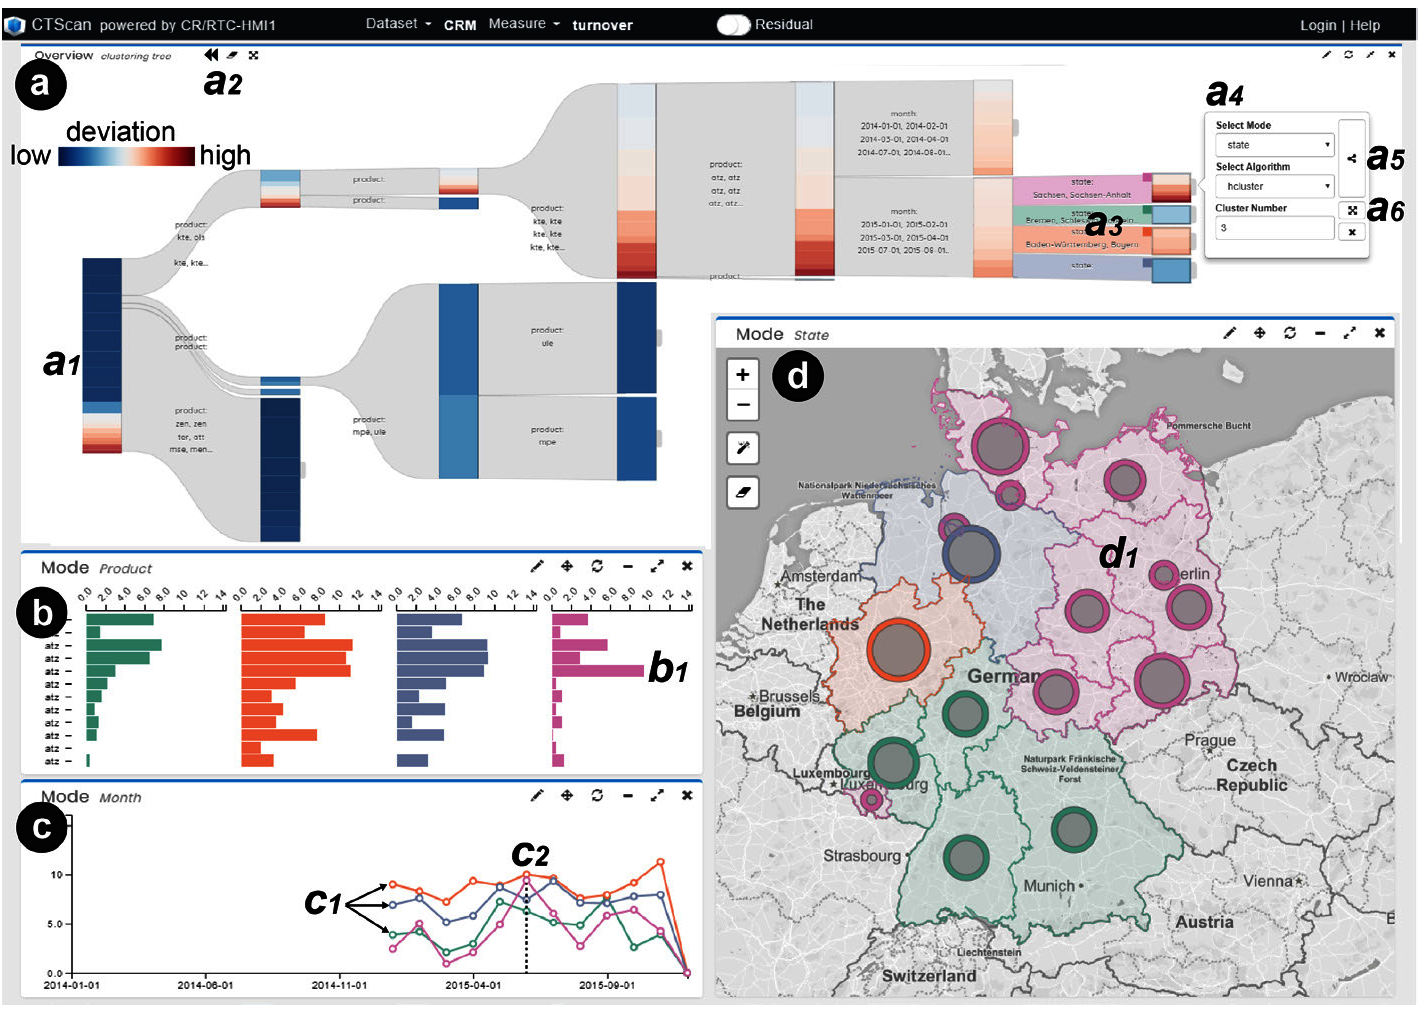 CTScan powered by CR/RTC-HMI1 Dataset CRM Measure turnover Residual Login | Help
Overview clustering tree
a
a2
deviation
low high
product:
kte, ols
kte, kte...
product:
product:
product:
zen, zen
ter, att
mse, men...
a1
product:
product:
product:
kte, kte
kte, kte
kte, kte...
product:
mpe, ule
product:
ule
product:
mpe
product:
atz, atz
atz, atz
atz, atz...
product:
month:
2014-01-01, 2014-02-01
2014-03-01, 2014-04-01
2014-07-01, 2014-08-01...
month:
2015-01-01, 2015-02-01
2015-03-01, 2015-04-01
2015-07-01, 2015-08-01...
state:
Sachsen, Sachsen-Anhalt
state:
Baden-Württemberg, Bayern
state:
a3
a4
Select Mode
state
Select Algorithm
hcluster
Cluster Number
3
a5
a6
Mode Product
b
0.0 2.0 4.0 6.0 8.0 10 12 14 0.0 2.0 4.0 6.0 8.0 10 12 14 0.0 2.0 4.0 6.0 8.0 10 12 14 0.0 2.0 4.0 6.0 8.0 10 12 14
atz
atz
atz
atz
atz
atz
atz
atz
atz
atz
b1
Mode Month
c
10
5.0
0.0
c1
c2
2014-01-01 2014-06-01 2014-11-01 2015-04-01 2015-09-01
Mode State
+
−
d
Pommersche Bucht
Nationalpark Niedersächsisches
Wattenmeer
d1
erlin
Amsterdam
The
Netherlands
German
Brussels
Belgium
Wrocław
Prague
Czech
Republic
Naturpark Fränkische
Schweiz-Veldensteiner
Forst
Luxembourg
Strasbourg
Munich
Vienna
Austria
Liechtenstein
Switzerland